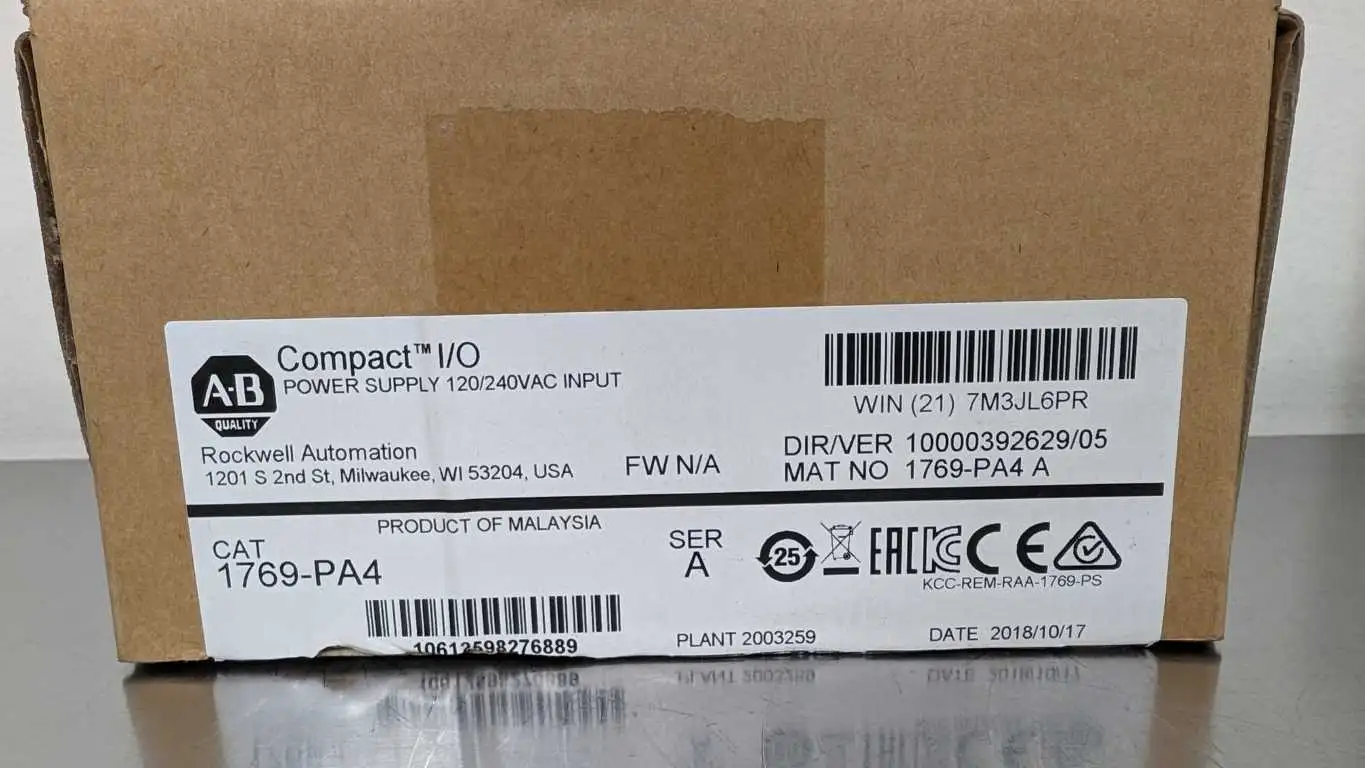 A·B
QUALITY
Compact™ I/O
POWER SUPPLY 120/240VAC INPUT
Rockwell Automation
1201 S 2nd St, Milwaukee, WI 53204, USA
FW N/A
WIN (21) 7M3JL6PR
DIR/VER 10000392629/05
MAT NO 1769-PA4 A
PRODUCT OF MALAYSIA
CAT
1769-PA4
10612598276889
SER
A
PLANT 2003259
25
EAC
KC
CE
KCC-REM-RAA-1769-PS
DATE 2018/10/17